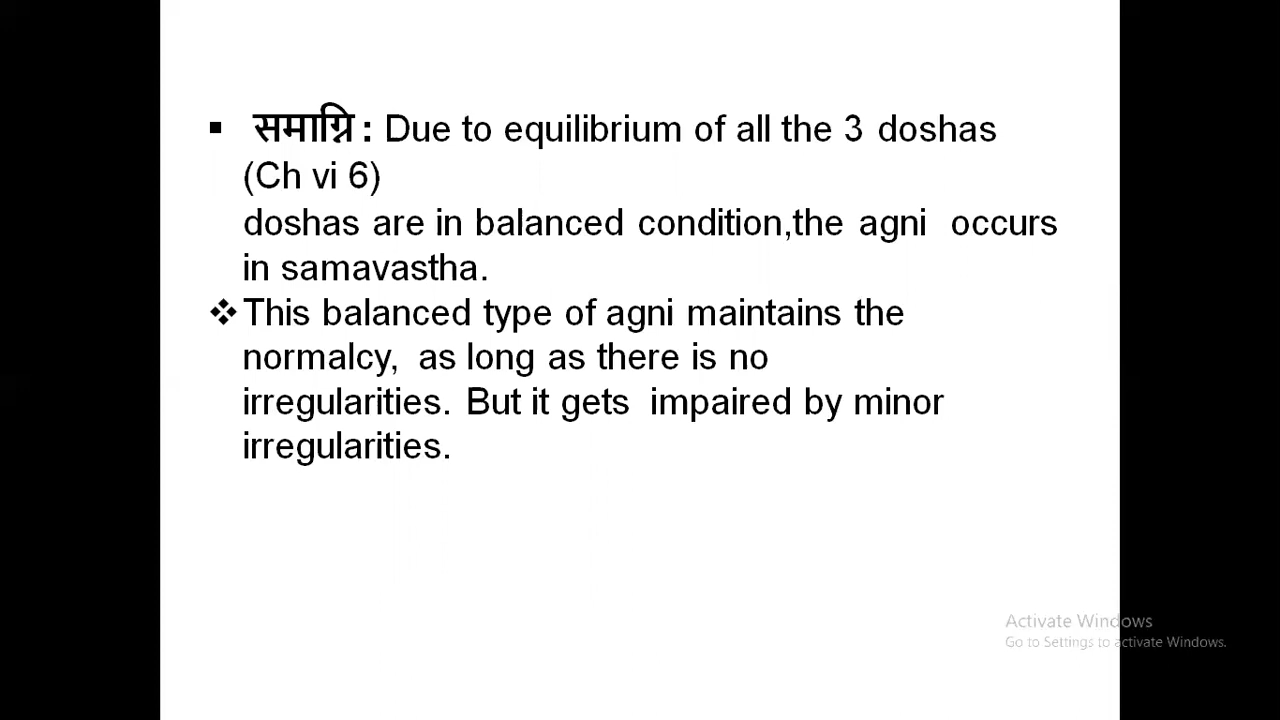 ▪ समाग्नि : Due to equilibrium of all the 3 doshas
(Ch vi 6)
doshas are in balanced condition,the agni occurs
in samavastha.
❖This balanced type of agni maintains the
normalcy, as long as there is no
irregularities. But it gets impaired by minor
irregularities.
Activate Windows
Go to Settings to activate Windows.